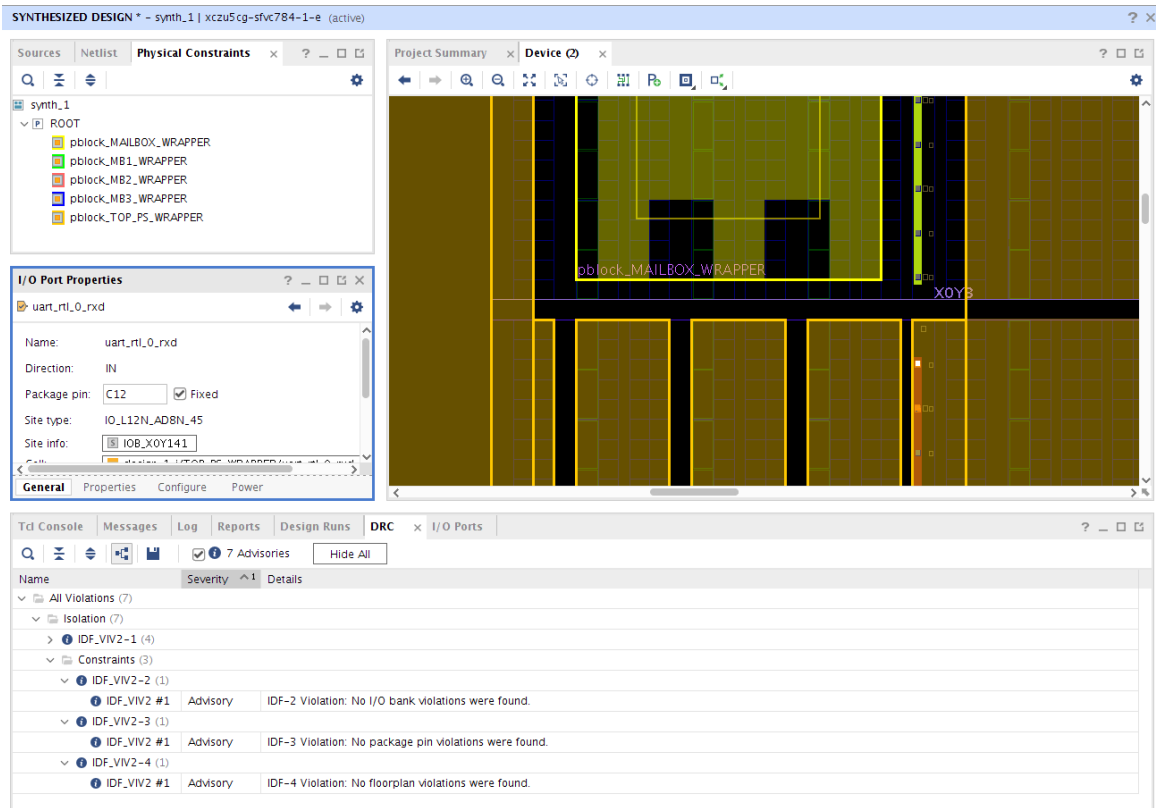 SYNTHESIZED DESIGN * - synth_1 | xczu5cg-sfvc784-1-e (active)
Sources Netlist Physical Constraints
synth_1
ROOT
pblock_MAILBOX_WRAPPER
pblock_MB1_WRAPPER
pblock_MB2_WRAPPER
pblock_MB3_WRAPPER
pblock_TOP_PS_WRAPPER
I/O Port Properties
uart_rtl_0_rxd
Name: uart_rtl_0_rxd
Direction: IN
Package pin: C12 Fixed
Site type: IO_L12N_AD8N_45
Site info: IOB_X0Y141
General Properties Configure Power
Project Summary Device (2)
pblock_MAILBOX_WRAPPER
X0Y3
Tcl Console Messages Log Reports Design Runs DRC I/O Ports
7 Advisories Hide All
Name Severity 1 Details
All Violations (7)
Isolation (7)
IDF_VIV2-1 (4)
Constraints (3)
IDF_VIV2-2 (1)
IDF_VIV2 #1 Advisory IDF-2 Violation: No I/O bank violations were found.
IDF_VIV2-3 (1)
IDF_VIV2 #1 Advisory IDF-3 Violation: No package pin violations were found.
IDF_VIV2-4 (1)
IDF_VIV2 #1 Advisory IDF-4 Violation: No floorplan violations were found.